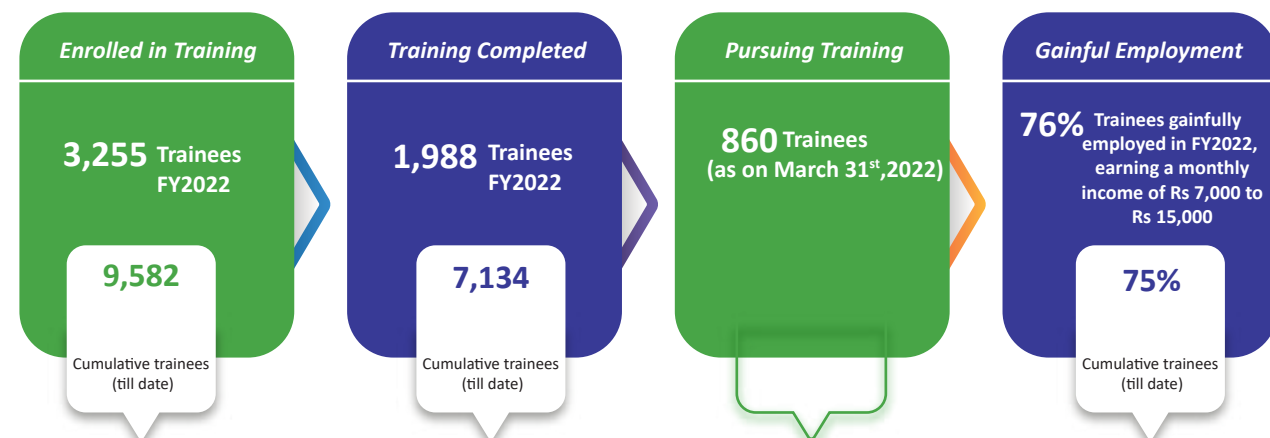 Enrolled in Training
3,255 Trainees
FY2022
9,582
Cumulative trainees
(till date)
Training Completed
1,988 Trainees
FY2022
7,134
Cumulative trainees
(till date)
Pursuing Training
860 Trainees
(as on March 31st,2022)
Gainful Employment
76% Trainees gainfully
employed in FY2022,
earning a monthly
income of Rs 7,000 to
Rs 15,000
75%
Cumulative trainees
(till date)